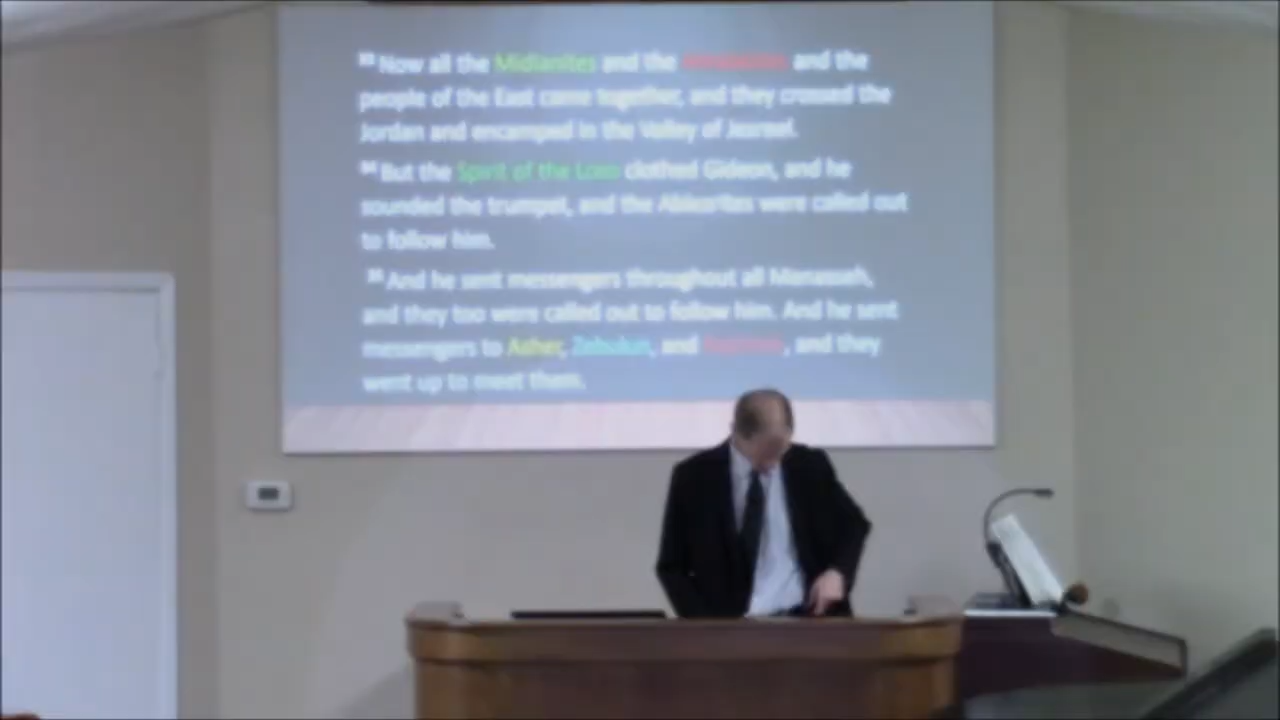 33 Now all the Midianites and the and the
people of the East came together, and they crossed the
Jordan and encamped in the Valley of Jezreel.
34 But the Spirit of the Lord clothed Gideon, and he
sounded the trumpet, and the Abiezrites were called out
to follow him.
35 And he sent messengers throughout all Manasseh,
and they too were called out to follow him. And he sent
messengers to Asher, Zebulun, and , and they
went up to meet them.